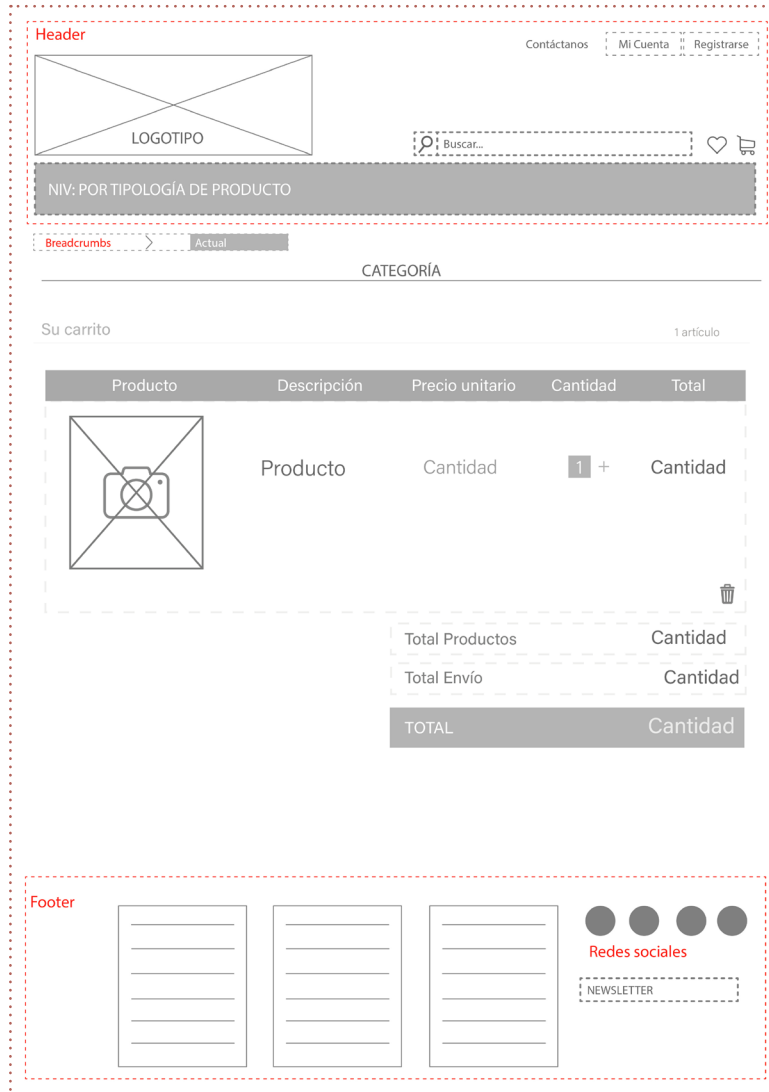 Header
Contáctanos Mi Cuenta Registrarse
LOGOTIPO
Buscar...
NIV: POR TIPOLOGÍA DE PRODUCTO
Breadcrumbs Actual
CATEGORÍA
Su carrito 1 artículo
Producto Descripción Precio unitario Cantidad Total
Producto Cantidad 1 + Cantidad
Total Productos Cantidad
Total Envío Cantidad
TOTAL Cantidad
Footer
Redes sociales
NEWSLETTER